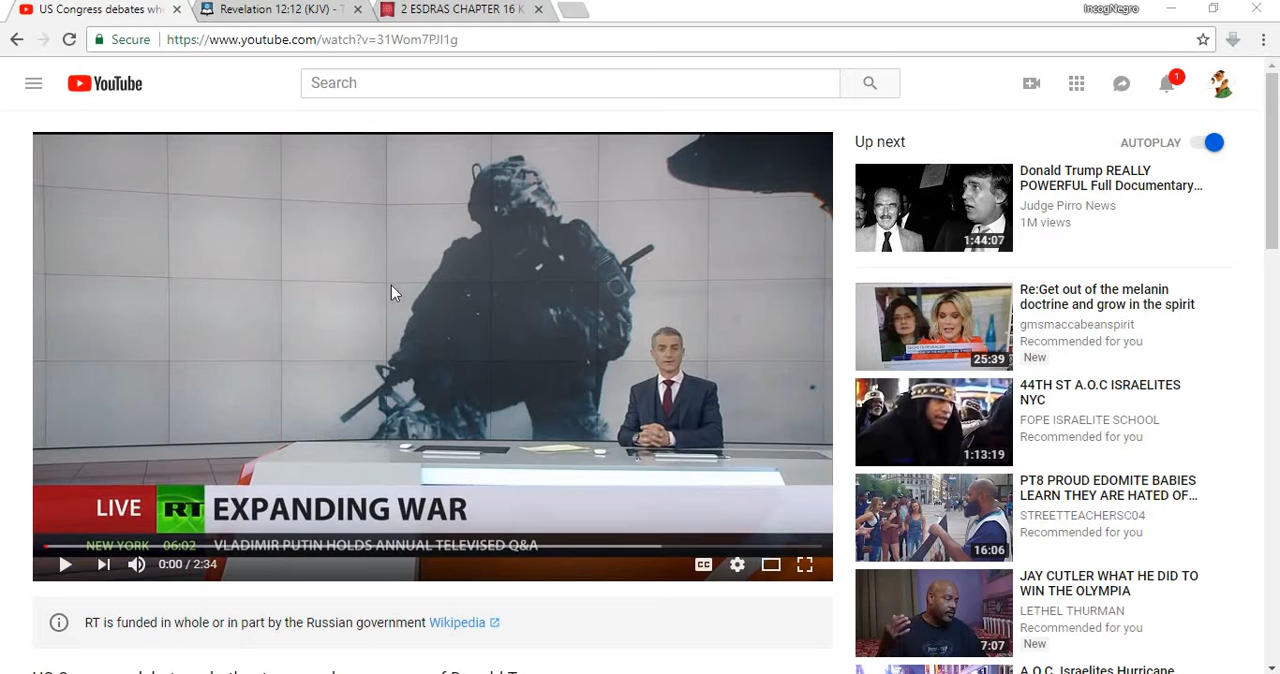 US Congress debates wh
Revelation 12:12 (KJV) - T
2 ESDRAS CHAPTER 16 K
IncogNegro
Secure
https://www.youtube.com/watch?v=31Wom7PJl1g
YouTube
Search
1
LIVE RT EXPANDING WAR
NEW YORK 06:02 VLADIMIR PUTIN HOLDS ANNUAL TELEVISED Q&A
CC
0:00 / 2:34
RT is funded in whole or in part by the Russian government Wikipedia
Up next
AUTOPLAY
Donald Trump REALLY
POWERFUL Full Documentary...
Judge Pirro News
1M views
1:44:07
Re:Get out of the melanin
doctrine and grow in the spirit
gmsmaccabeanspirit
Recommended for you
New
25:39
44TH ST A.O.C ISRAELITES
NYC
FOPE ISRAELITE SCHOOL
Recommended for you
1:13:19
PT8 PROUD EDOMITE BABIES
LEARN THEY ARE HATED OF...
STREETTEACHERSC04
Recommended for you
16:06
JAY CUTLER WHAT HE DID TO
WIN THE OLYMPIA
LETHEL THURMAN
Recommended for you
New
7:07
A.O.C. Israelites Hurricane